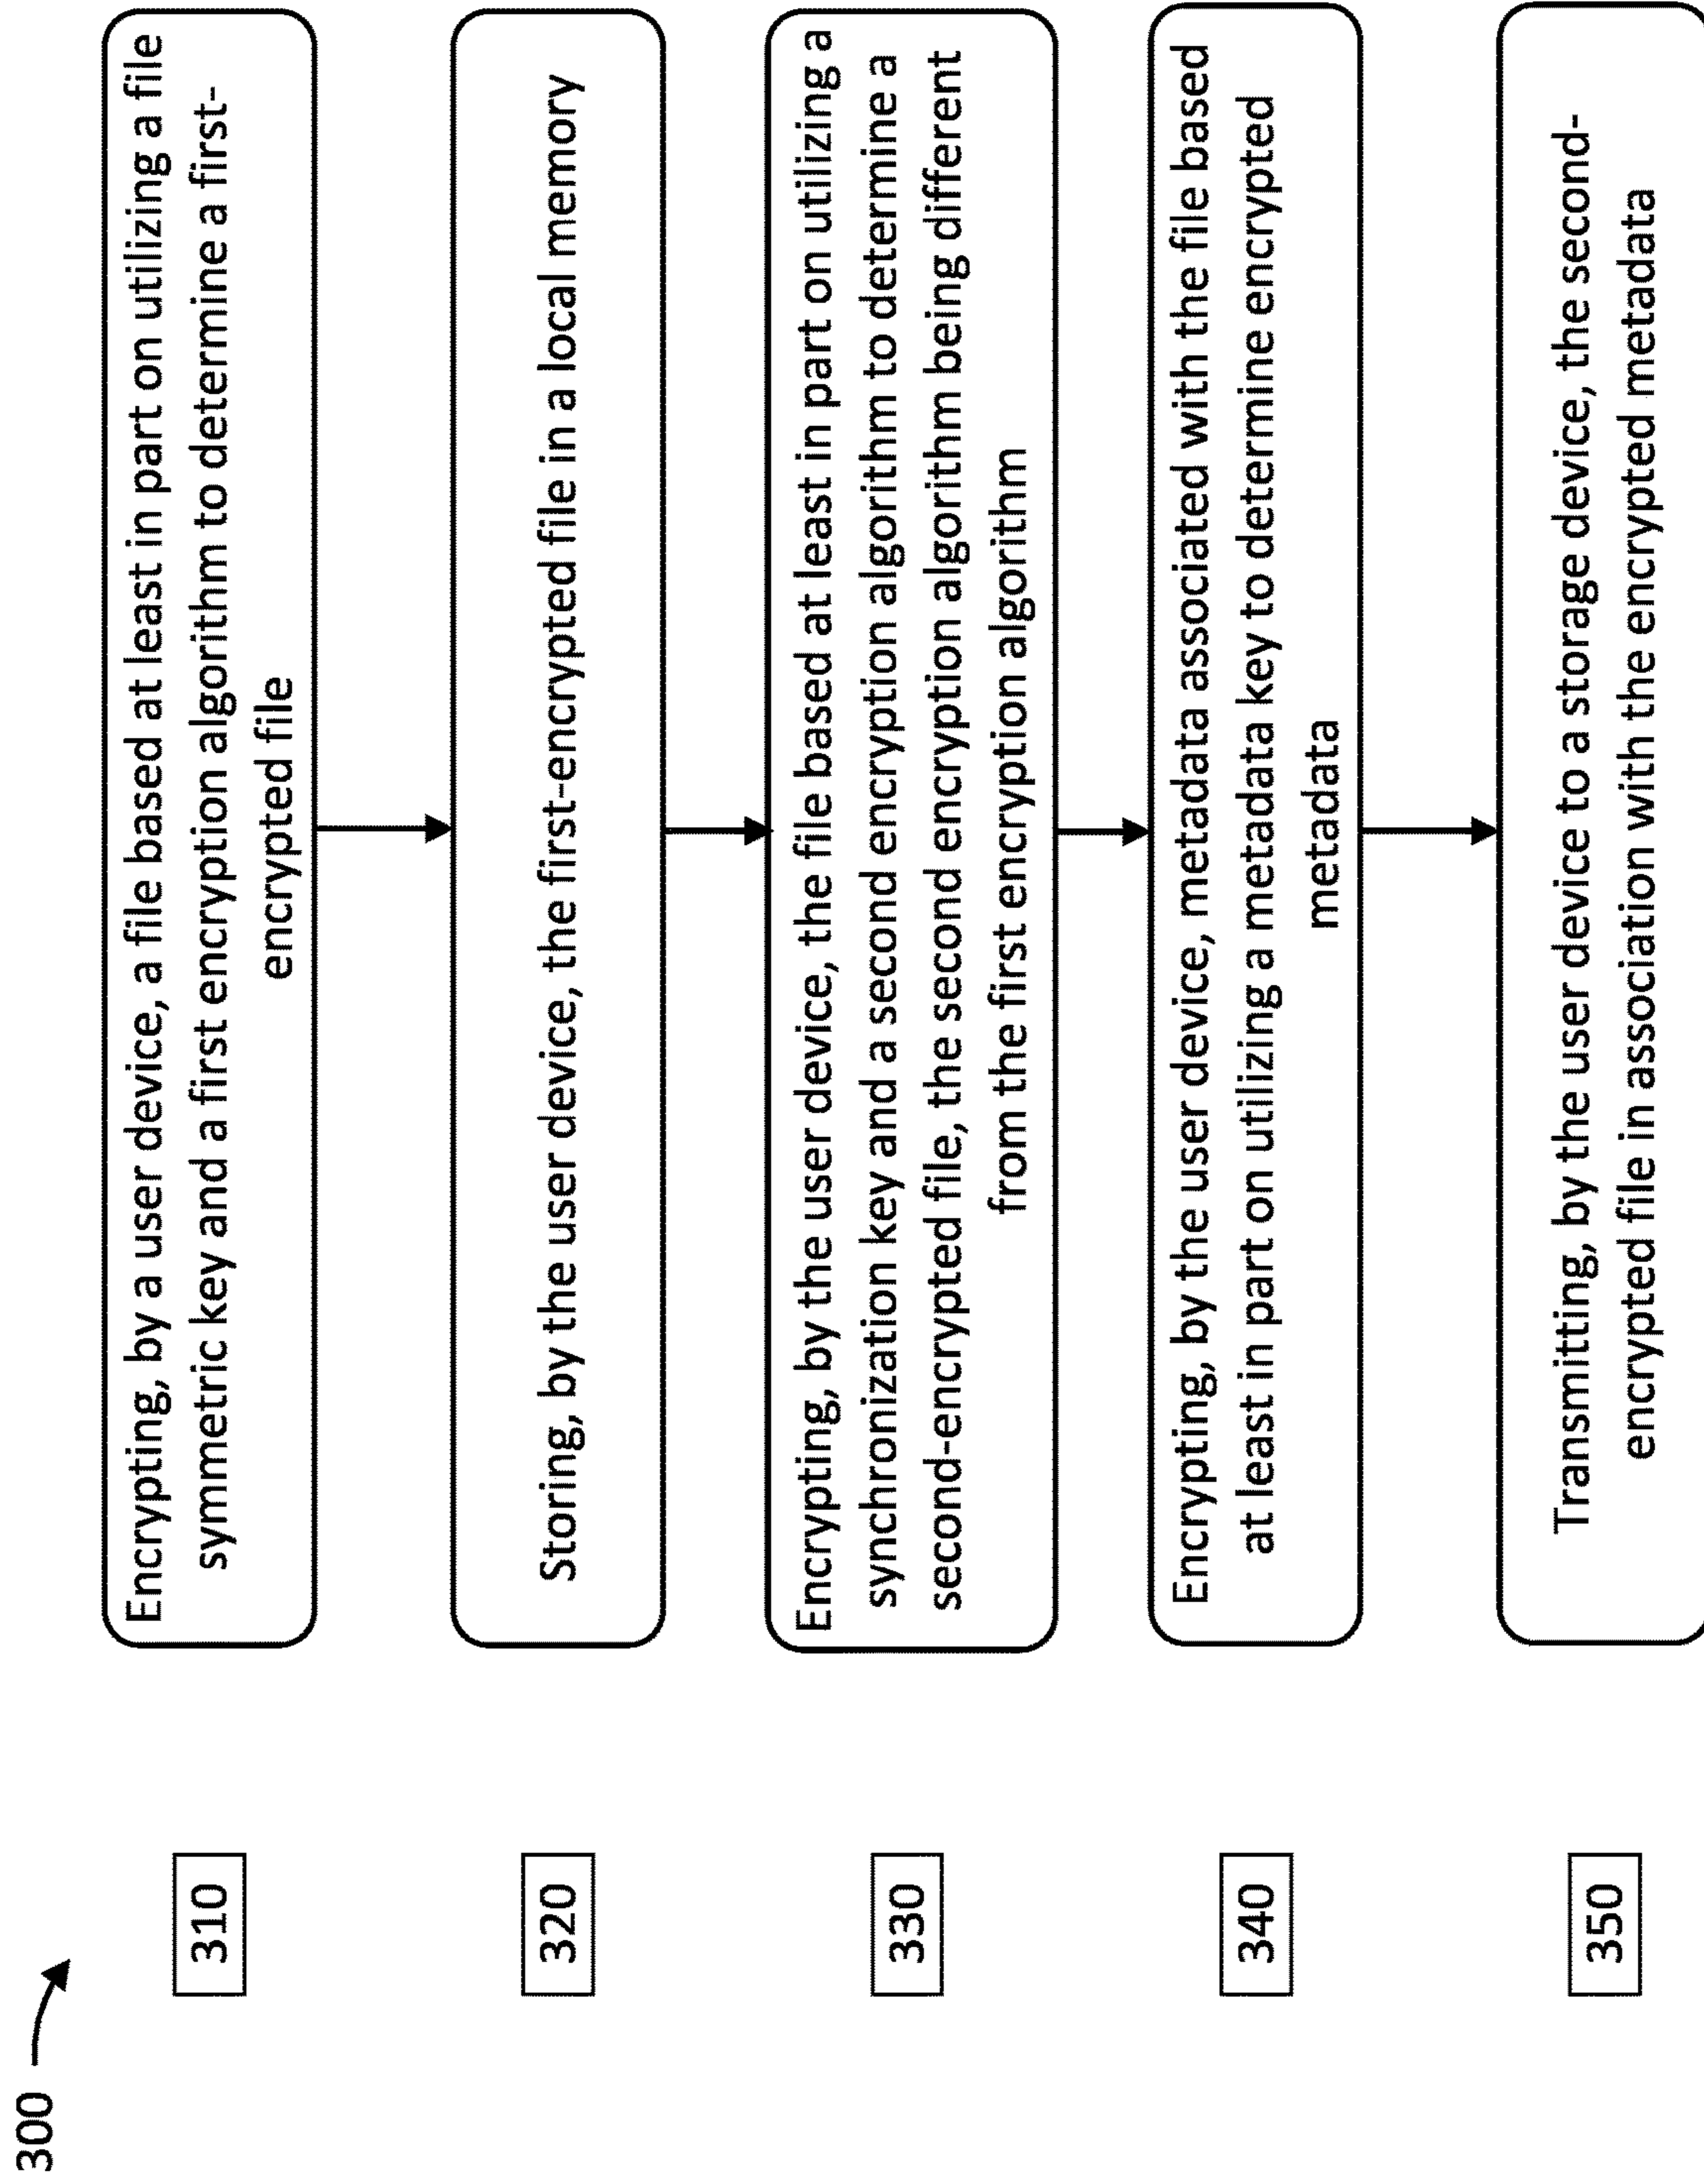 300
310
Encrypting, by a user device, a file based at least in part on utilizing a file
symmetric key and a first encryption algorithm to determine a first-
encrypted file
320
Storing, by the user device, the first-encrypted file in a local memory
330
Encrypting, by the user device, the file based at least in part on utilizing a
synchronization key and a second encryption algorithm to determine a
second-encrypted file, the second encryption algorithm being different
from the first encryption algorithm
340
Encrypting, by the user device, metadata associated with the file based
at least in part on utilizing a metadata key to determine encrypted
metadata
350
Transmitting, by the user device to a storage device, the second-
encrypted file in association with the encrypted metadata